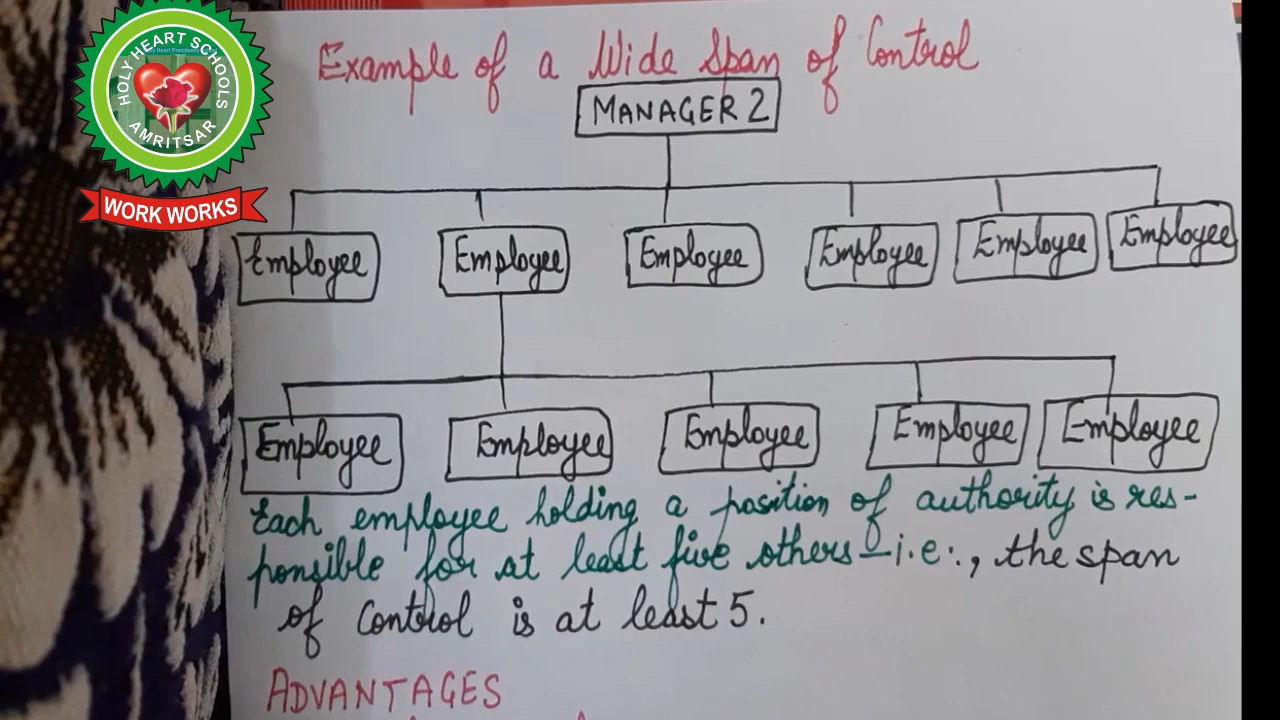 HOLY HEART SCHOOLS
AMRITSAR
WORK WORKS
Example of a Wide Span of Control
MANAGER 2
Employee Employee Employee Employee Employee Employee
Employee Employee Employee Employee Employee
Each employee holding a position of authority is res-
ponsible for at least five others - i.e., the span
of Control is at least 5.
ADVANTAGES